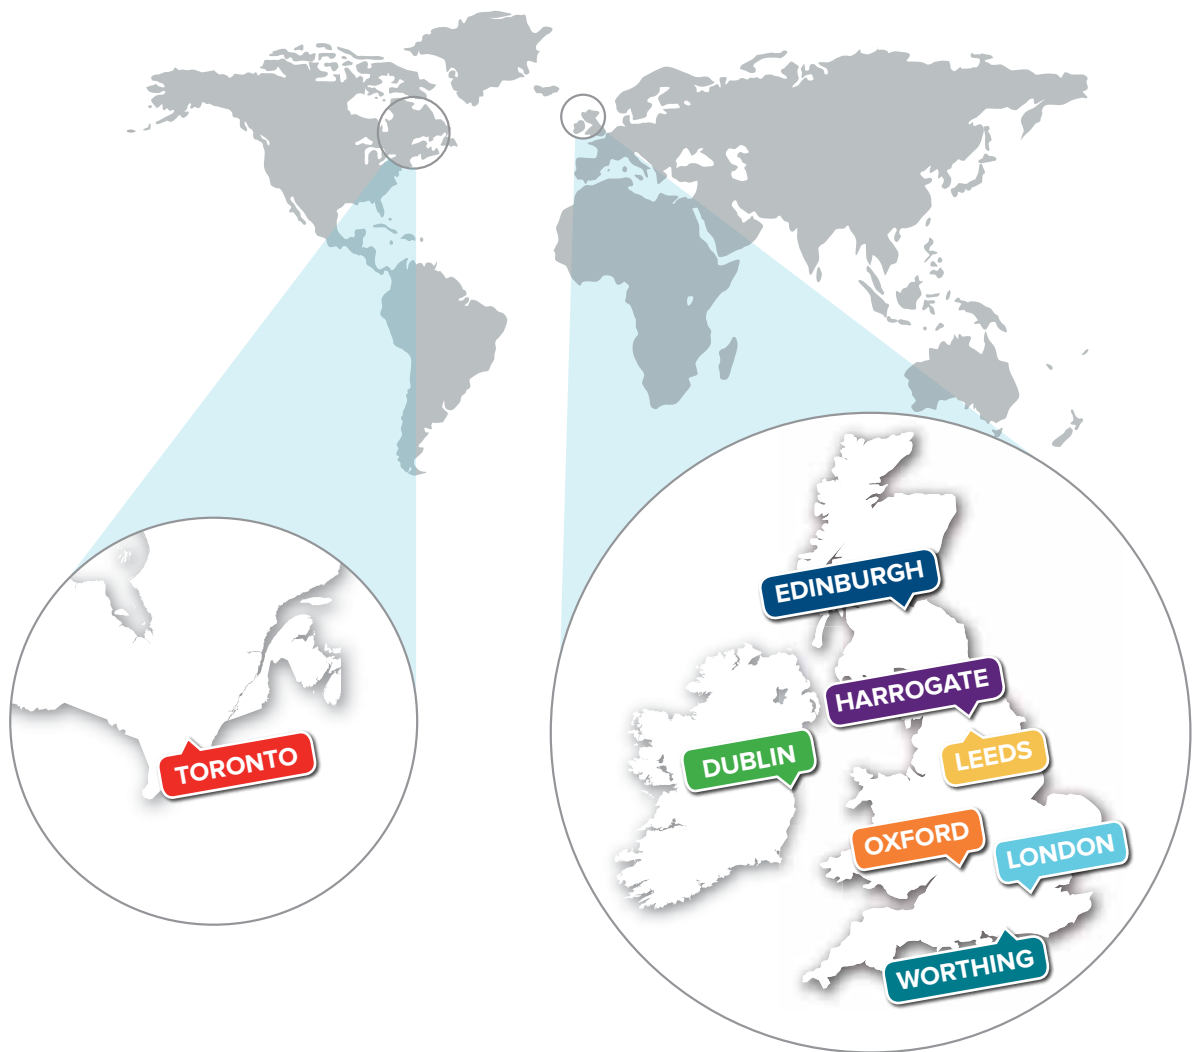 EDINBURGH
HARROGATE
DUBLIN
LEEDS
TORONTO
OXFORD
LONDON
WORTHING